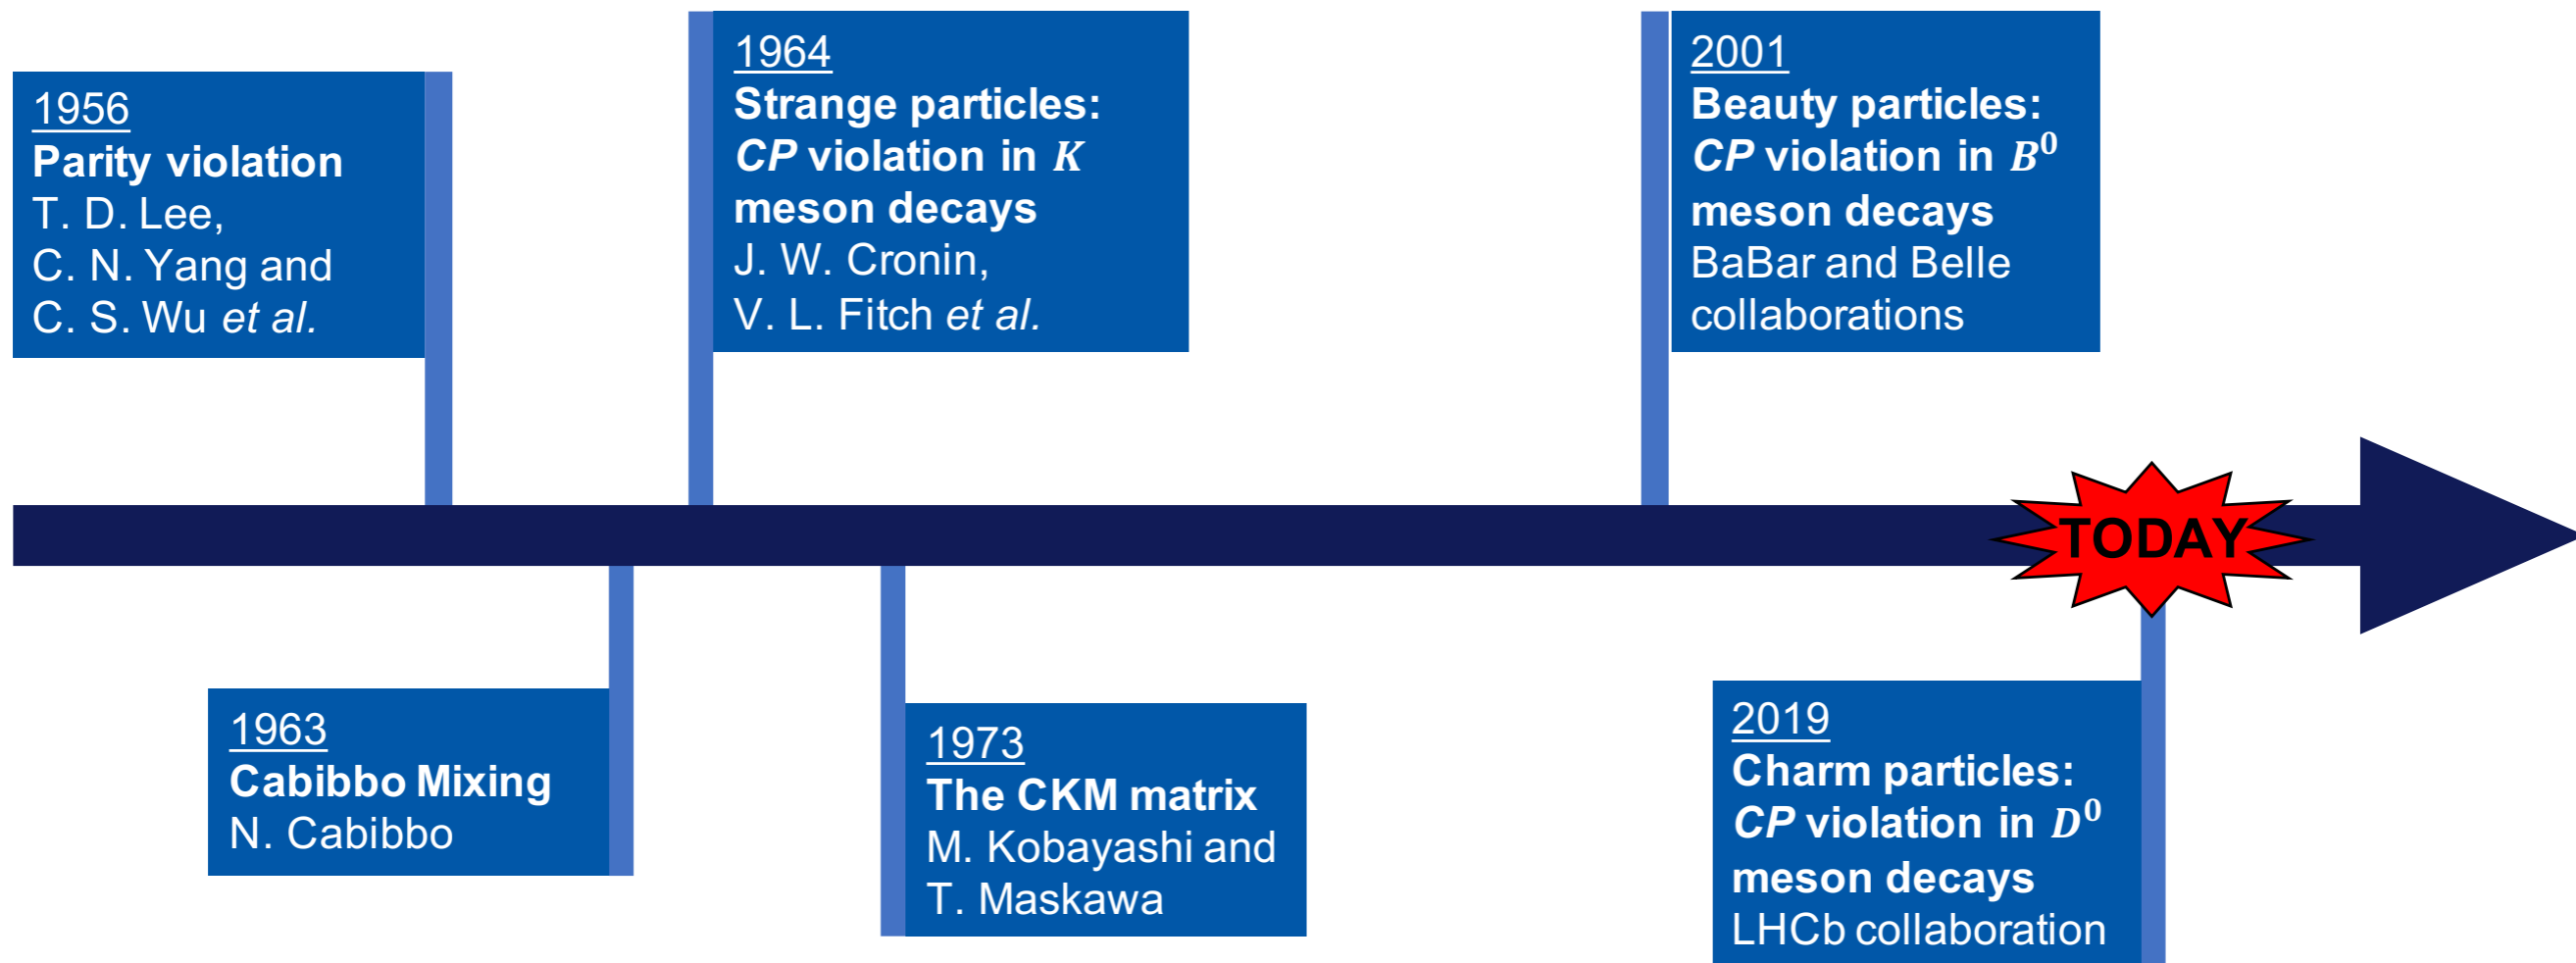 1956
Parity violation
T. D. Lee,
C. N. Yang and
C. S. Wu et al.
1964
Strange particles:
CP violation in K
meson decays
J. W. Cronin,
V. L. Fitch et al.
2001
Beauty particles:
CP violation in B⁰
meson decays
BaBar and Belle
collaborations
TODAY
1963
Cabibbo Mixing
N. Cabibbo
1973
The CKM matrix
M. Kobayashi and
T. Maskawa
2019
Charm particles:
CP violation in D⁰
meson decays
LHCb collaboration